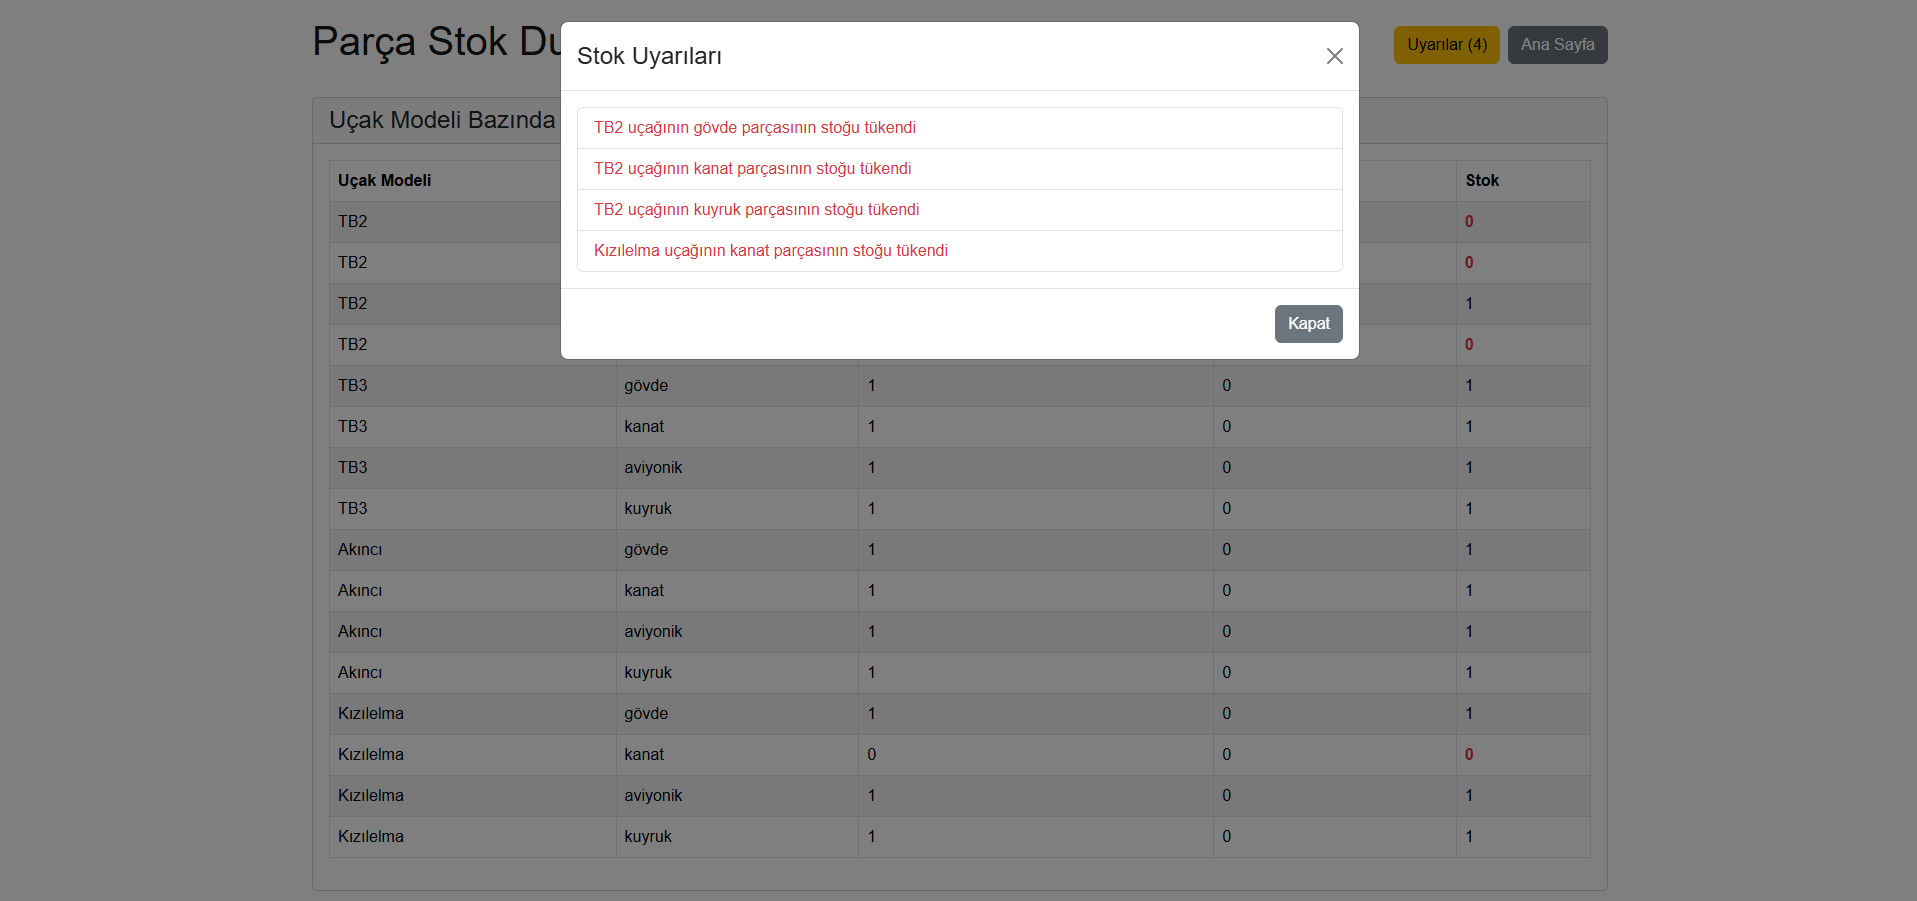 Parça Stok
Uyarılar (4) Ana Sayfa
Stok Uyarıları
TB2 uçağının gövde parçasının stoğu tükendi
TB2 uçağının kanat parçasının stoğu tükendi
TB2 uçağının kuyruk parçasının stoğu tükendi
Kızılelma uçağının kanat parçasının stoğu tükendi
Kapat
Uçak Modeli Bazında
Uçak Modeli Stok
TB2 0
TB2 0
TB2 1
TB2 0
TB3 gövde 1 0 1
TB3 kanat 1 0 1
TB3 aviyonik 1 0 1
TB3 kuyruk 1 0 1
Akıncı gövde 1 0 1
Akıncı kanat 1 0 1
Akıncı aviyonik 1 0 1
Akıncı kuyruk 1 0 1
Kızılelma gövde 1 0 1
Kızılelma kanat 0 0 0
Kızılelma aviyonik 1 0 1
Kızılelma kuyruk 1 0 1